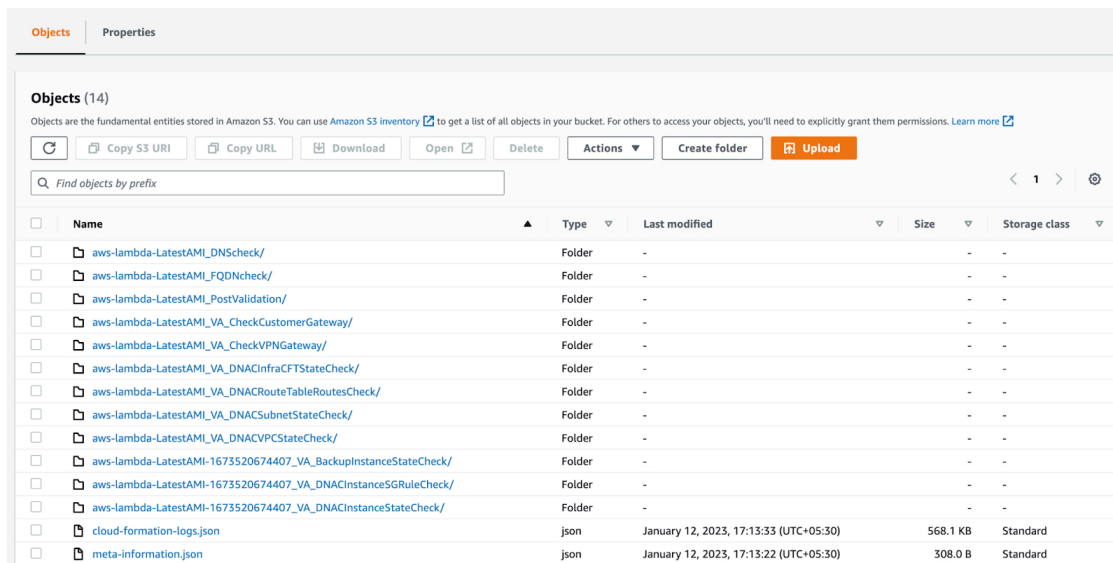 Objects Properties
Objects (14)
Objects are the fundamental entities stored in Amazon S3. You can use Amazon S3 inventory to get a list of all objects in your bucket. For others to access your objects, you'll need to explicitly grant them permissions. Learn more
Copy S3 URI Copy URL Download Open Delete Actions Create folder Upload
Find objects by prefix 1
Name Type Last modified Size Storage class
aws-lambda-LatestAMI_DNScheck/ Folder - - -
aws-lambda-LatestAMI_FQDNcheck/ Folder - - -
aws-lambda-LatestAMI_PostValidation/ Folder - - -
aws-lambda-LatestAMI_VA_CheckCustomerGateway/ Folder - - -
aws-lambda-LatestAMI_VA_CheckVPNGateway/ Folder - - -
aws-lambda-LatestAMI_VA_DNACInfraCFTStateCheck/ Folder - - -
aws-lambda-LatestAMI_VA_DNACRouteTableRoutesCheck/ Folder - - -
aws-lambda-LatestAMI_VA_DNACSubnetStateCheck/ Folder - - -
aws-lambda-LatestAMI_VA_DNACVPCStateCheck/ Folder - - -
aws-lambda-LatestAMI-1673520674407_VA_BackupInstanceStateCheck/ Folder - - -
aws-lambda-LatestAMI-1673520674407_VA_DNACInstanceSGRuleCheck/ Folder - - -
aws-lambda-LatestAMI-1673520674407_VA_DNACInstanceStateCheck/ Folder - - -
cloud-formation-logs.json json January 12, 2023, 17:13:33 (UTC+05:30) 568.1 KB Standard
meta-information.json json January 12, 2023, 17:13:22 (UTC+05:30) 308.0 B Standard